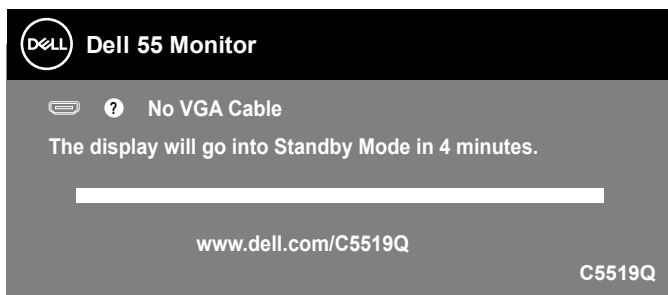 DELL Dell 55 Monitor
? No VGA Cable
The display will go into Standby Mode in 4 minutes.
www.dell.com/C5519Q
C5519Q